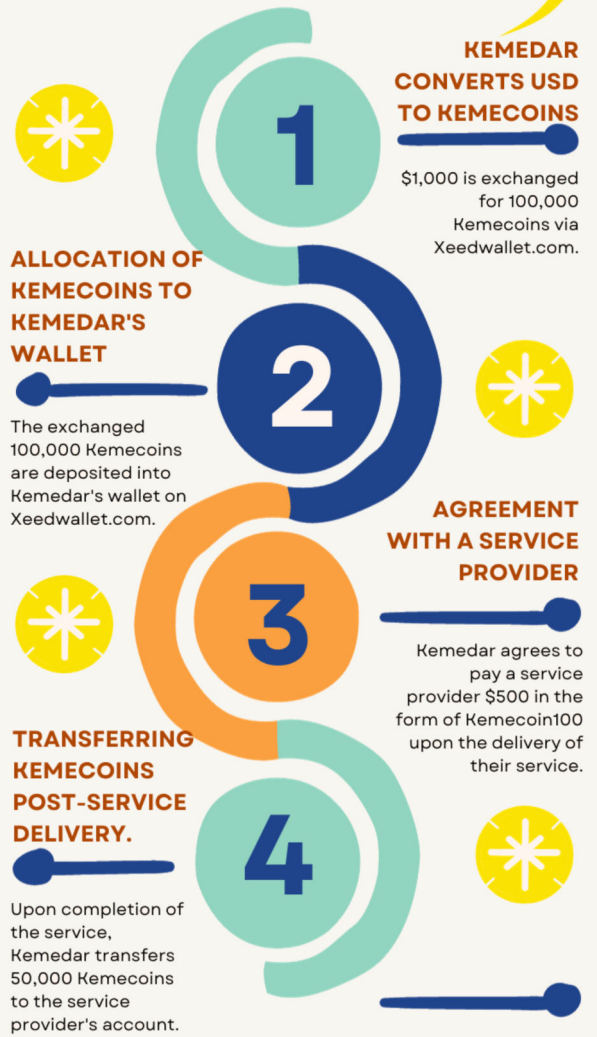 1
KEMEDAR
CONVERTS USD
TO KEMECOINS
$1,000 is exchanged
for 100,000
Kemecoins via
Xeedwallet.com.
ALLOCATION OF
KEMECOINS TO
KEMEDAR'S
WALLET
2
The exchanged
100,000 Kemecoins
are deposited into
Kemedar's wallet on
Xeedwallet.com.
AGREEMENT
WITH A SERVICE
PROVIDER
3
Kemedar agrees to
pay a service
provider $500 in the
form of Kemecoin100
upon the delivery of
their service.
TRANSFERRING
KEMECOINS
POST-SERVICE
DELIVERY.
4
Upon completion of
the service,
Kemedar transfers
50,000 Kemecoins
to the service
provider's account.